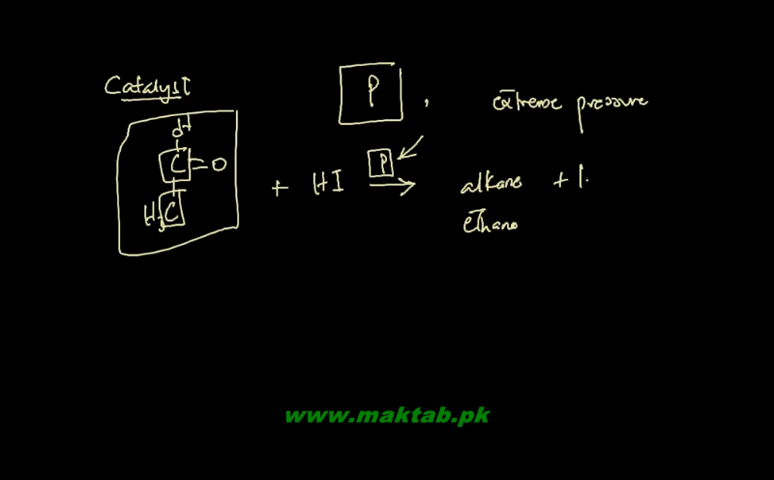 Catalyst
P , extreme pressure
OH
C=O
H3C
+ HI P → alkane +
ethane
www.maktab.pk